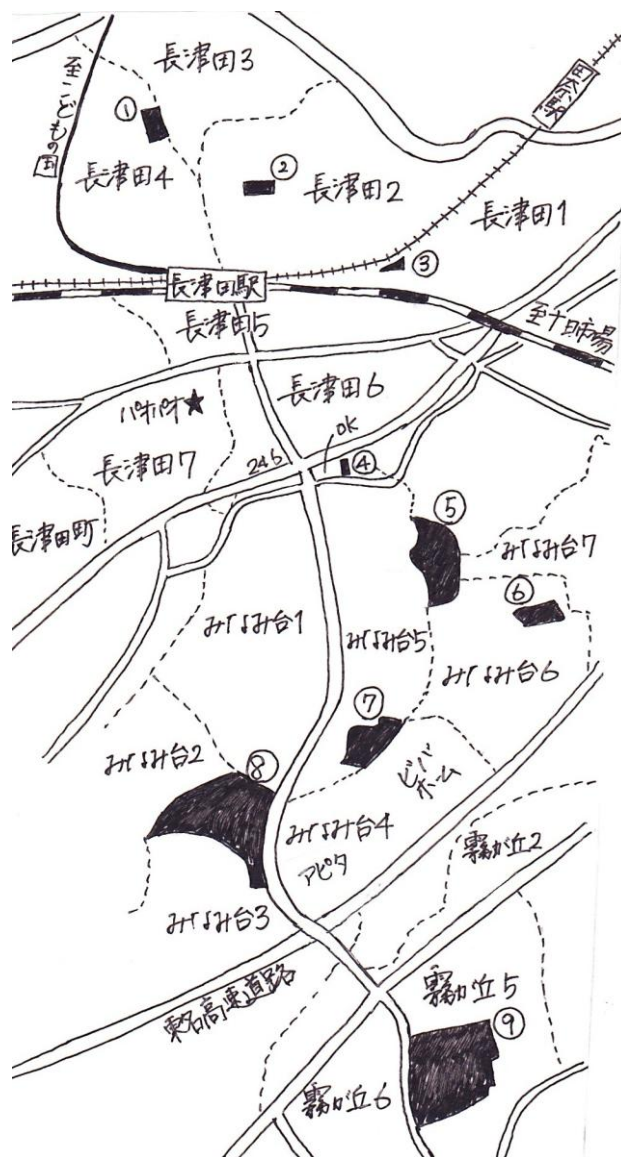 長津田3
至こどもの国
①
長津田4
②
長津田2
長津田1
③
長津田駅
長津田5
至十日市場
パオパオ★
長津田6
長津田7
246
OK
④
長津田町
⑤
みなみ台7
⑥
みなみ台1
みなみ台5
みなみ台6
⑦
ビバ
ホーム
みなみ台2
⑧
みなみ台4
アピタ
霧が丘2
みなみ台3
東名高速道路
霧が丘5
⑨
霧が丘6